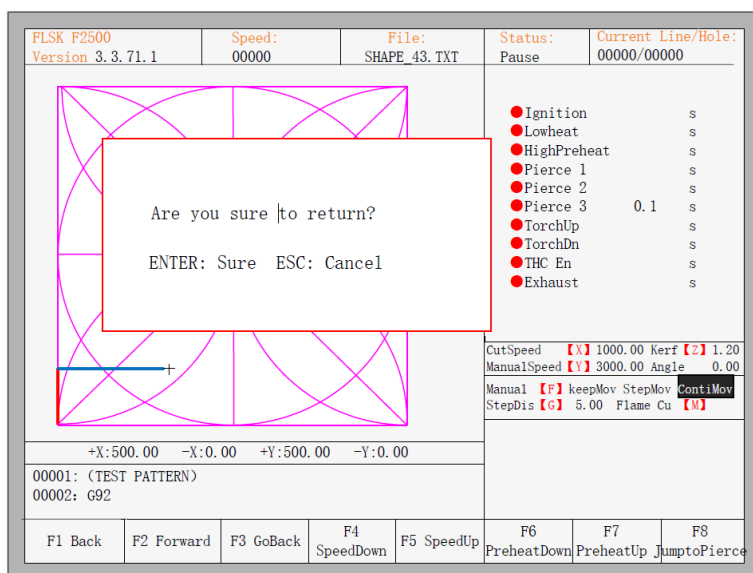 FLSK F2500
Version 3.3.71.1
Speed:
00000
File:
SHAPE_43.TXT
Status:
Pause
Current Line/Hole:
00000/00000
Ignition s
Lowheat s
HighPreheat s
Pierce 1 s
Pierce 2 s
Pierce 3 0.1 s
TorchUp s
TorchDn s
THC En s
Exhaust s
Are you sure to return?
ENTER: Sure ESC: Cancel
CutSpeed 【X】 1000.00 Kerf 【Z】 1.20
ManualSpeed 【Y】 3000.00 Angle 0.00
Manual 【F】 keepMov StepMov ContiMov
StepDis 【G】 5.00 Flame Cu 【M】
+X:500.00 -X:0.00 +Y:500.00 -Y:0.00
00001: (TEST PATTERN)
00002: G92
F1 Back
F2 Forward
F3 GoBack
F4
SpeedDown
F5 SpeedUp
F6
PreheatDown
F7
PreheatUp
F8
JumptoPierce